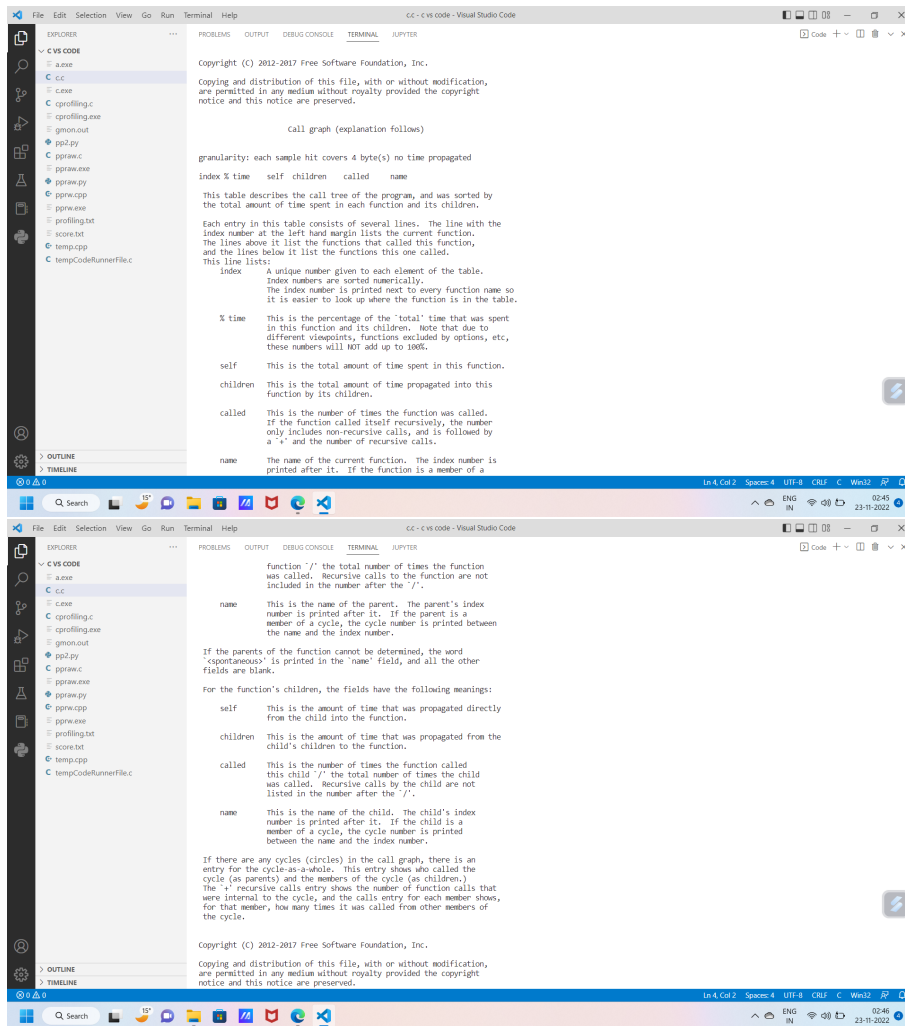 File Edit Selection View Go Run Terminal Help
c.c - c vs code - Visual Studio Code
EXPLORER
C VS CODE
a.exe
C c.c
c.exe
C cprofiling.c
cprofiling.exe
gmon.out
pp2.py
C ppraw.c
ppraw.exe
ppraw.py
pprw.cpp
pprw.exe
profiling.txt
score.txt
temp.cpp
C tempCodeRunnerFile.c
OUTLINE
TIMELINE
PROBLEMS OUTPUT DEBUG CONSOLE TERMINAL JUPYTER
Code
Copyright (C) 2012-2017 Free Software Foundation, Inc.
Copying and distribution of this file, with or without modification,
are permitted in any medium without royalty provided the copyright
notice and this notice are preserved.
Call graph (explanation follows)
granularity: each sample hit covers 4 byte(s) no time propagated
index % time self children called name
This table describes the call tree of the program, and was sorted by
the total amount of time spent in each function and its children.
Each entry in this table consists of several lines. The line with the
index number at the left hand margin lists the current function.
The lines above it list the functions that called this function,
and the lines below it list the functions this one called.
This line lists:
index A unique number given to each element of the table.
Index numbers are sorted numerically.
The index number is printed next to every function name so
it is easier to look up where the function is in the table.
% time This is the percentage of the `total' time that was spent
in this function and its children. Note that due to
different viewpoints, functions excluded by options, etc,
these numbers will NOT add up to 100%.
self This is the total amount of time spent in this function.
children This is the total amount of time propagated into this
function by its children.
called This is the number of times the function was called.
If the function called itself recursively, the number
only includes non-recursive calls, and is followed by
a `+' and the number of recursive calls.
name The name of the current function. The index number is
printed after it. If the function is a member of a
0 0
Ln 4, Col 2 Spaces: 4 UTF-8 CRLF C Win32
15° Search
ENG
IN
02:45
23-11-2022
4
File Edit Selection View Go Run Terminal Help
c.c - c vs code - Visual Studio Code
EXPLORER
C VS CODE
a.exe
C c.c
c.exe
C cprofiling.c
cprofiling.exe
gmon.out
pp2.py
C ppraw.c
ppraw.exe
ppraw.py
pprw.cpp
pprw.exe
profiling.txt
score.txt
temp.cpp
C tempCodeRunnerFile.c
OUTLINE
TIMELINE
PROBLEMS OUTPUT DEBUG CONSOLE TERMINAL JUPYTER
Code
function `/' the total number of times the function
was called. Recursive calls to the function are not
included in the number after the `/'.
name This is the name of the parent. The parent's index
number is printed after it. If the parent is a
member of a cycle, the cycle number is printed between
the name and the index number.
If the parents of the function cannot be determined, the word
`<spontaneous>' is printed in the `name' field, and all the other
fields are blank.
For the function's children, the fields have the following meanings:
self This is the amount of time that was propagated directly
from the child into the function.
children This is the amount of time that was propagated from the
child's children to the function.
called This is the number of times the function called
this child `/' the total number of times the child
was called. Recursive calls by the child are not
listed in the number after the `/'.
name This is the name of the child. The child's index
number is printed after it. If the child is a
member of a cycle, the cycle number is printed
between the name and the index number.
If there are any cycles (circles) in the call graph, there is an
entry for the cycle-as-a-whole. This entry shows who called the
cycle (as parents) and the members of the cycle (as children.)
The `+' recursive calls entry shows the number of function calls that
were internal to the cycle, and the calls entry for each member shows,
for that member, how many times it was called from other members of
the cycle.
Copyright (C) 2012-2017 Free Software Foundation, Inc.
Copying and distribution of this file, with or without modification,
are permitted in any medium without royalty provided the copyright
notice and this notice are preserved.
0 0
Ln 4, Col 2 Spaces: 4 UTF-8 CRLF C Win32
Search 15°
ENG
IN
02:46
23-11-2022
4